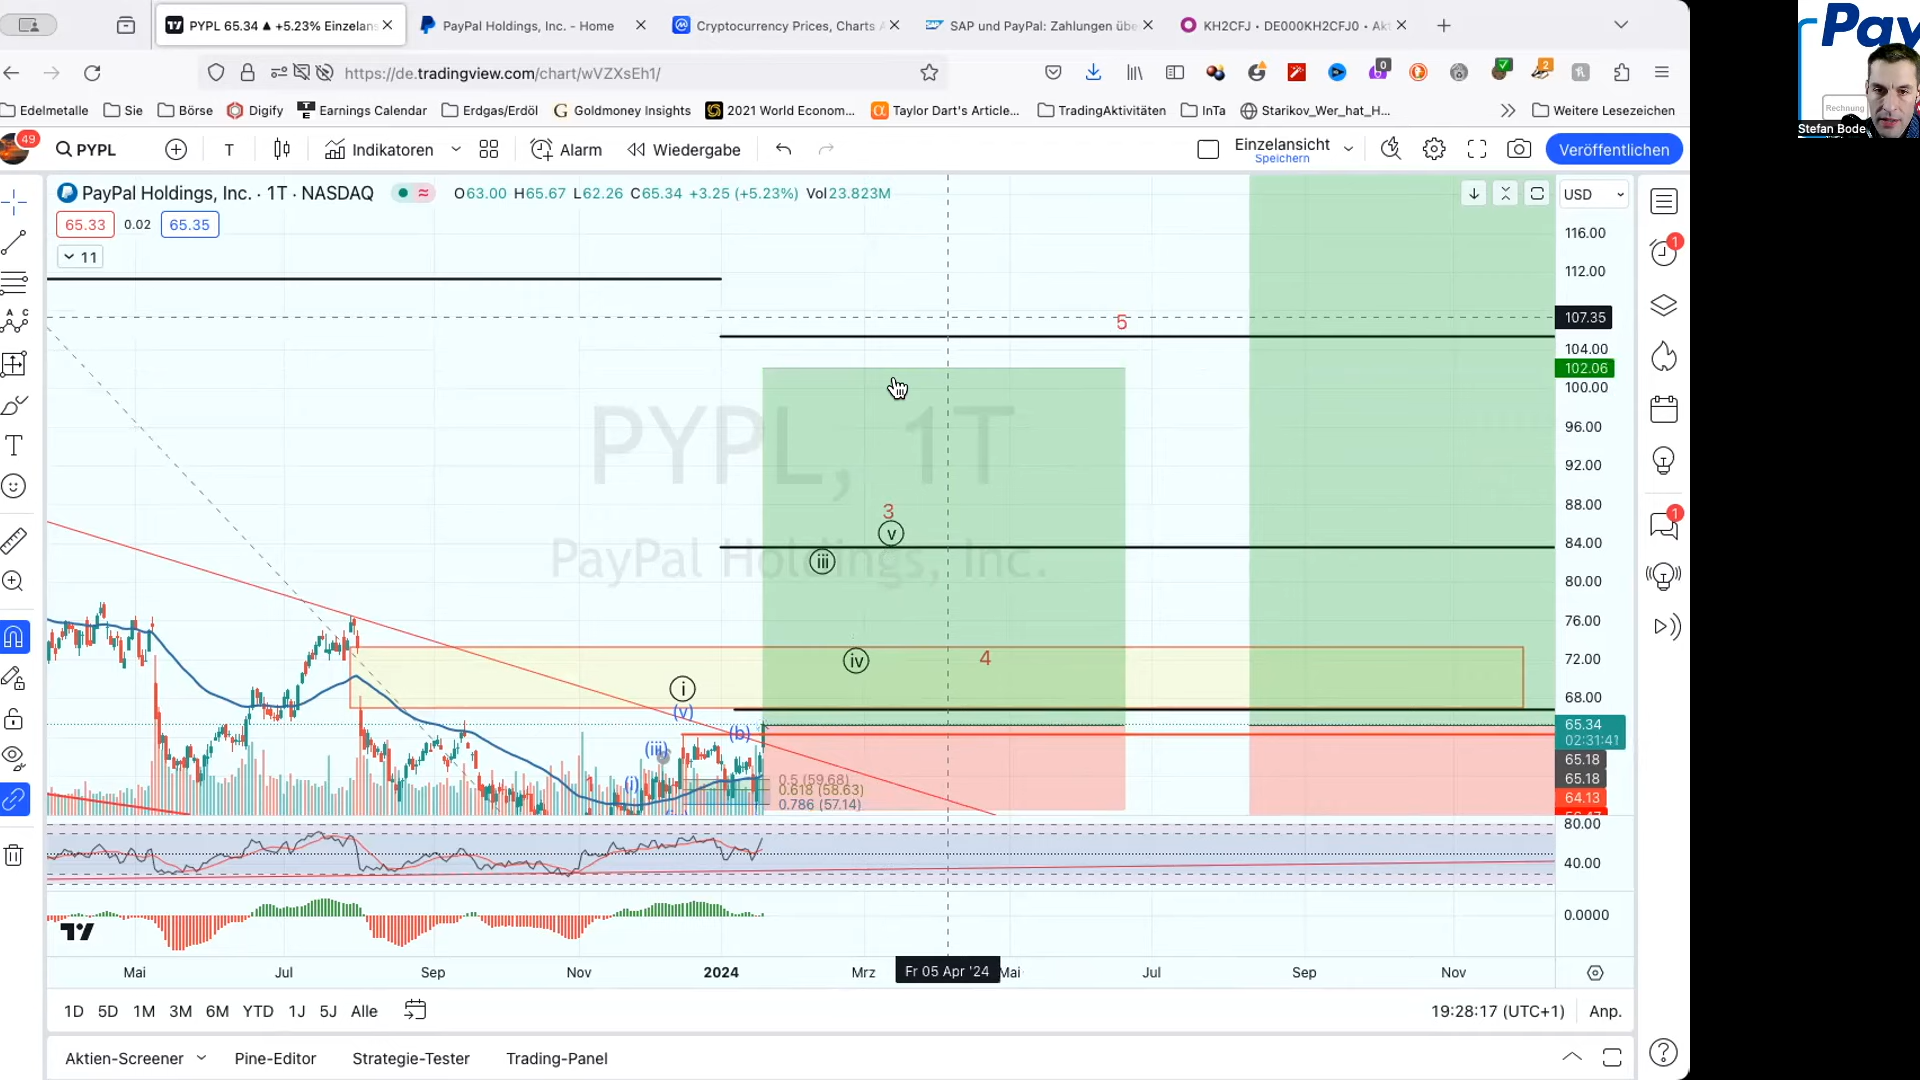 PYPL 65.34 ▲ +5.23% Einzelans
PayPal Holdings, Inc. - Home
Cryptocurrency Prices, Charts A
SAP und PayPal: Zahlungen übe
KH2CFJ • DE000KH2CFJ0 • Akt
https://de.tradingview.com/chart/wVZXsEh1/
Edelmetalle
Sie
Börse
Digify
Earnings Calendar
Erdgas/Erdöl
Goldmoney Insights
2021 World Econom...
Taylor Dart's Article...
TradingAktivitäten
InTa
Starikov_Wer_hat_H...
Weitere Lesezeichen
49
PYPL
T
Indikatoren
Alarm
Wiedergabe
Einzelansicht
Speichern
Veröffentlichen
PayPal Holdings, Inc. · 1T · NASDAQ
O63.00 H65.67 L62.26 C65.34 +3.25 (+5.23%) Vol23.823M
USD
65.33 0.02 65.35
11
116.00
112.00
107.35
104.00
102.06
100.00
96.00
92.00
88.00
84.00
80.00
76.00
72.00
68.00
65.34
02:31:41
65.18
65.18
64.13
80.00
40.00
0.0000
PYPL, 1T
PayPal Holdings, Inc.
5
3
v
iii
iv
4
i
(v)
(b)
(iii)
(i)
1
0.5 (59.68)
0.618 (58.63)
0.786 (57.14)
Mai Jul Sep Nov 2024 Mrz Fr 05 Apr '24 Mai Jul Sep Nov
1D 5D 1M 3M 6M YTD 1J 5J Alle
19:28:17 (UTC+1) Anp.
Aktien-Screener Pine-Editor Strategie-Tester Trading-Panel
Pay
Rechnung
Stefan Bode